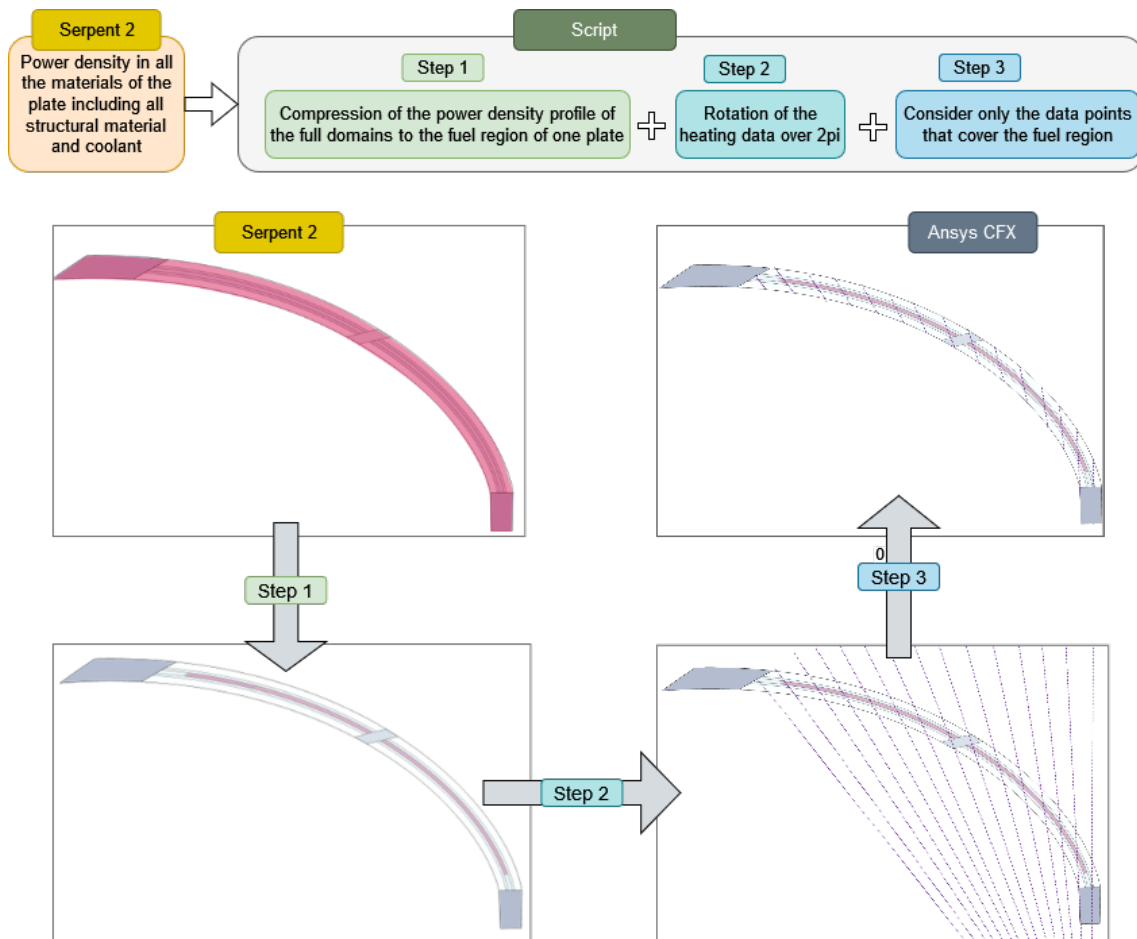 Serpent 2
Power density in all
the materials of the
plate including all
structural material
and coolant
Script
Step 1
Compression of the power density profile of
the full domains to the fuel region of one plate
Step 2
Rotation of the
heating data over 2pi
Step 3
Consider only the data points
that cover the fuel region
Serpent 2
Ansys CFX
Step 1
0
Step 3
Step 2